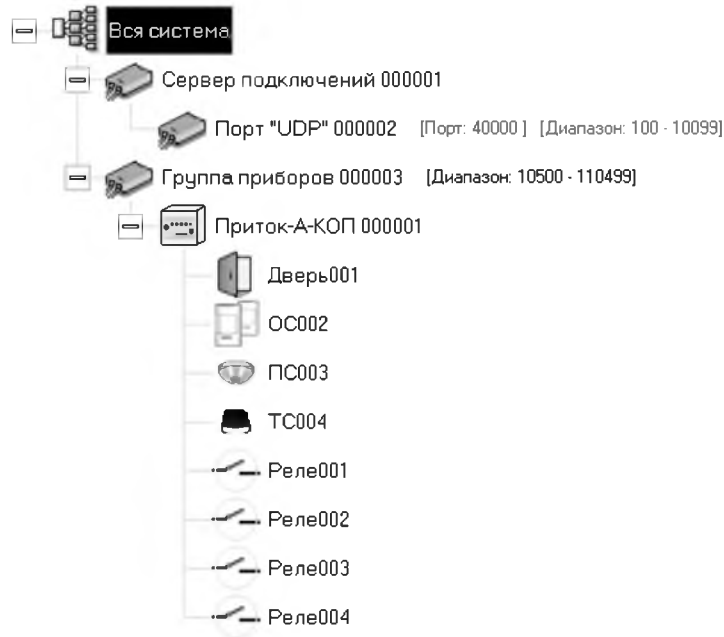 Вся система
Сервер подключений 000001
Порт "UDP" 000002 [Порт: 40000 ] [Диапазон: 100 - 10099]
Группа приборов 000003 [Диапазон: 10500 - 110499]
Приток-А-КОП 000001
Дверь001
ОС002
ПС003
ТС004
Реле001
Реле002
Реле003
Реле004